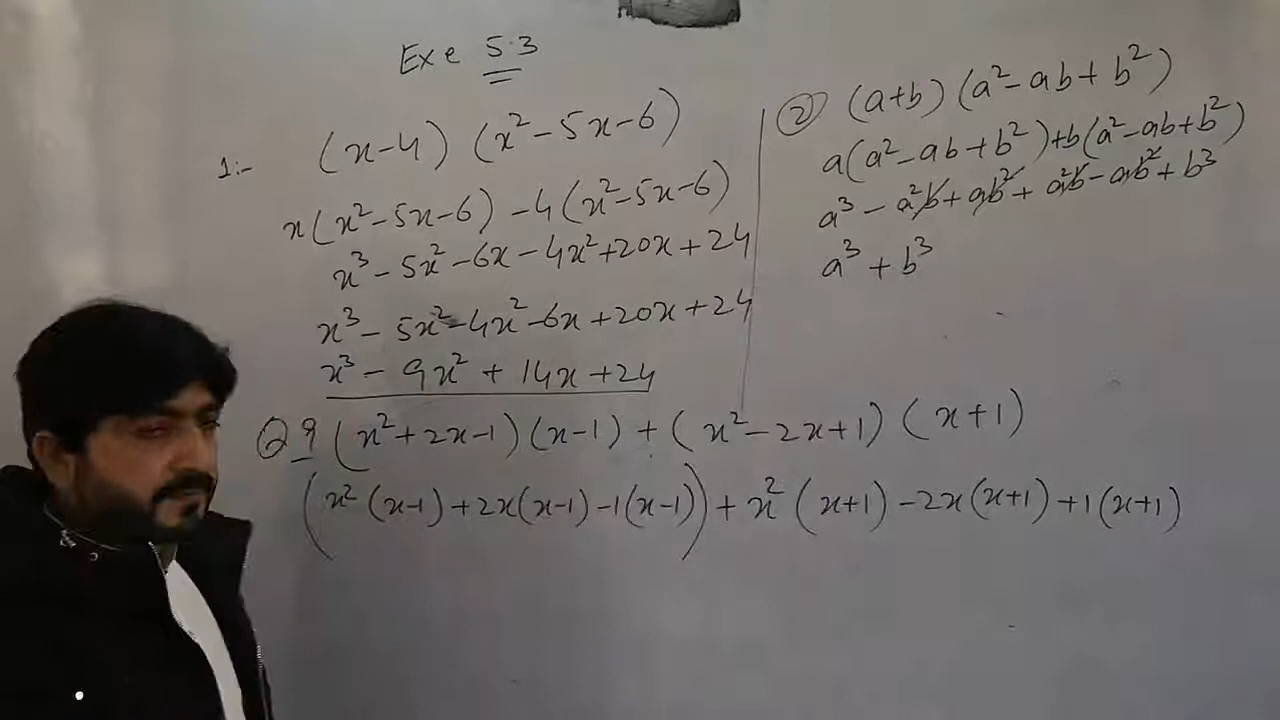 Exe 5.3
1:- (x-4) (x²-5x-6)
x(x²-5x-6) -4(x²-5x-6)
x³-5x²-6x-4x²+20x+24
x³-5x²-4x²-6x+20x+24
x³-9x²+14x+24
② (a+b) (a²-ab+b²)
a(a²-ab+b²)+b(a²-ab+b²)
a³-a²b+ab²+a²b-ab²+b³
a³+b³
Q9 (x²+2x-1)(x-1)+(x²-2x+1)(x+1)
(x²(x-1)+2x(x-1)-1(x-1))+x²(x+1)-2x(x+1)+1(x+1)